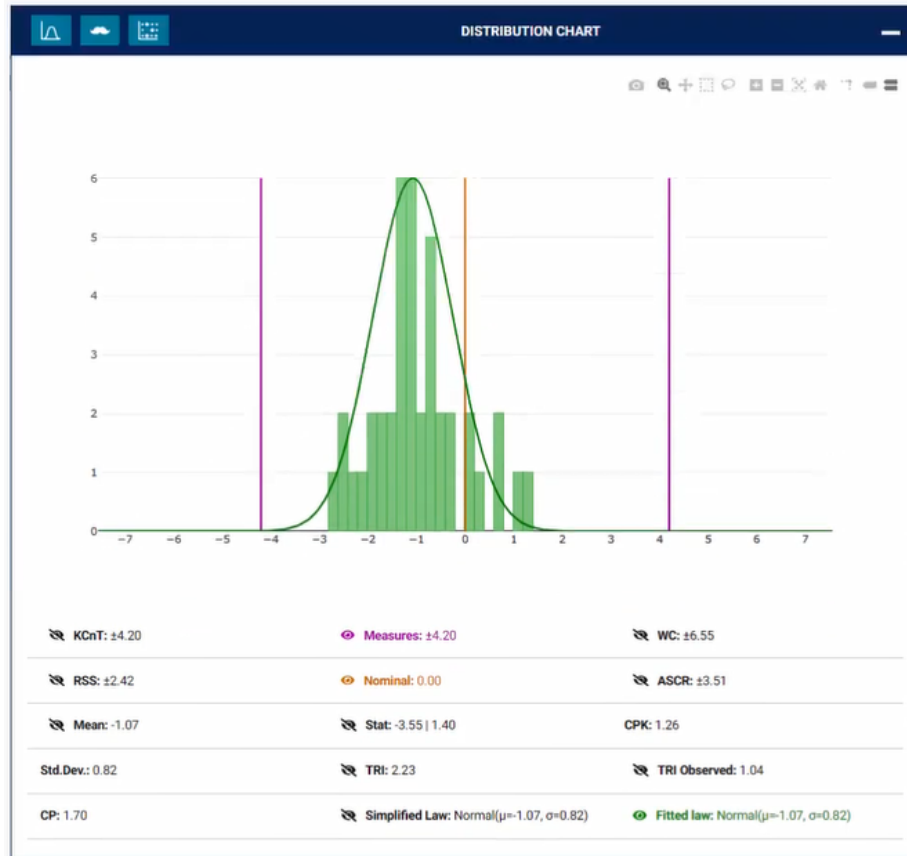 DISTRIBUTION CHART
6
5
4
3
2
1
0
−7 −6 −5 −4 −3 −2 −1 0 1 2 3 4 5 6 7
KCnT: ±4.20 Measures: ±4.20 WC: ±6.55
RSS: ±2.42 Nominal: 0.00 ASCR: ±3.51
Mean: -1.07 Stat: -3.55 | 1.40 CPK: 1.26
Std.Dev.: 0.82 TRI: 2.23 TRI Observed: 1.04
CP: 1.70 Simplified Law: Normal(μ=-1.07, σ=0.82) Fitted law: Normal(μ=-1.07, σ=0.82)